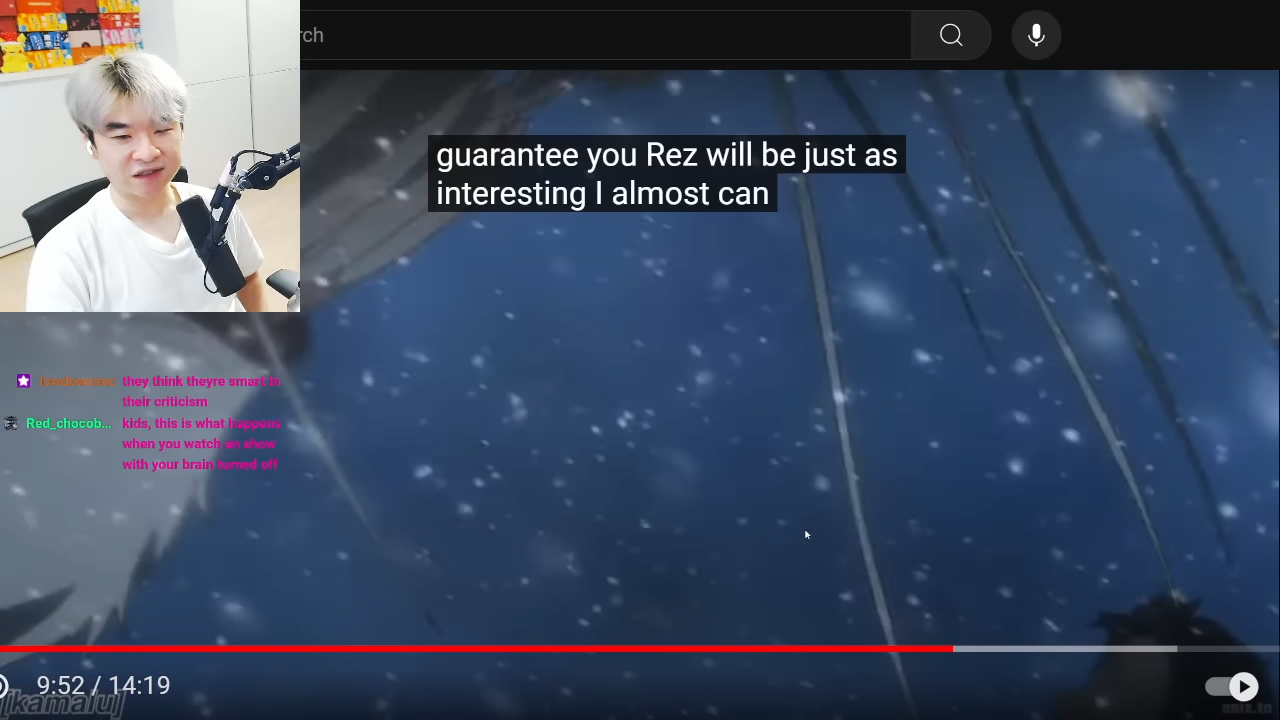 rch
guarantee you Rez will be just as
interesting I almost can
they think theyre smart in
their criticism
Red_chocob... kids, this is what happens
when you watch an show
with your brain turned off
9:52 / 14:19
[kamaluj]